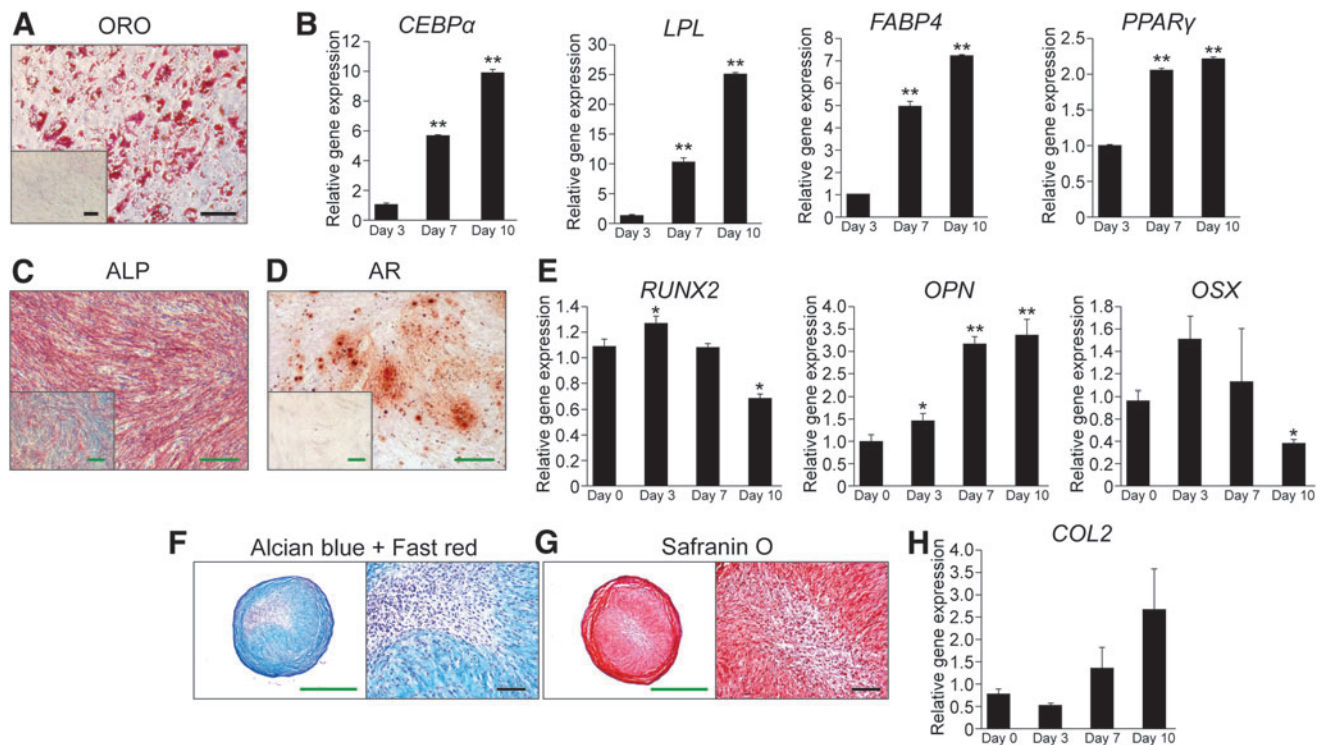 A
ORO
B
CEBPα
Relative gene expression
12
10
8
6
4
2
0
**
**
Day 3 Day 7 Day 10
LPL
Relative gene expression
30
25
20
15
10
5
0
**
**
Day 3 Day 7 Day 10
FABP4
Relative gene expression
8
7
6
5
4
3
2
1
0
**
**
Day 3 Day 7 Day 10
PPARγ
Relative gene expression
2.5
2.0
1.5
1.0
0.5
0
**
**
Day 3 Day 7 Day 10
C
ALP
D
AR
E
RUNX2
Relative gene expression
1.4
1.2
1.0
0.8
0.6
0.4
1.2
0
*
*
Day 0 Day 3 Day 7 Day 10
OPN
Relative gene expression
4.0
3.5
3.0
2.5
2.0
1.5
1.0
0.5
0
*
**
**
Day 0 Day 3 Day 7 Day 10
OSX
Relative gene expression
1.8
1.6
1.4
1.2
1.0
0.8
0.6
0.4
1.2
0
*
Day 0 Day 3 Day 7 Day 10
F
Alcian blue + Fast red
G
Safranin O
H
COL2
Relative gene expression
4.0
3.5
3.0
2.5
2.0
1.5
1.0
0.5
0
Day 0 Day 3 Day 7 Day 10